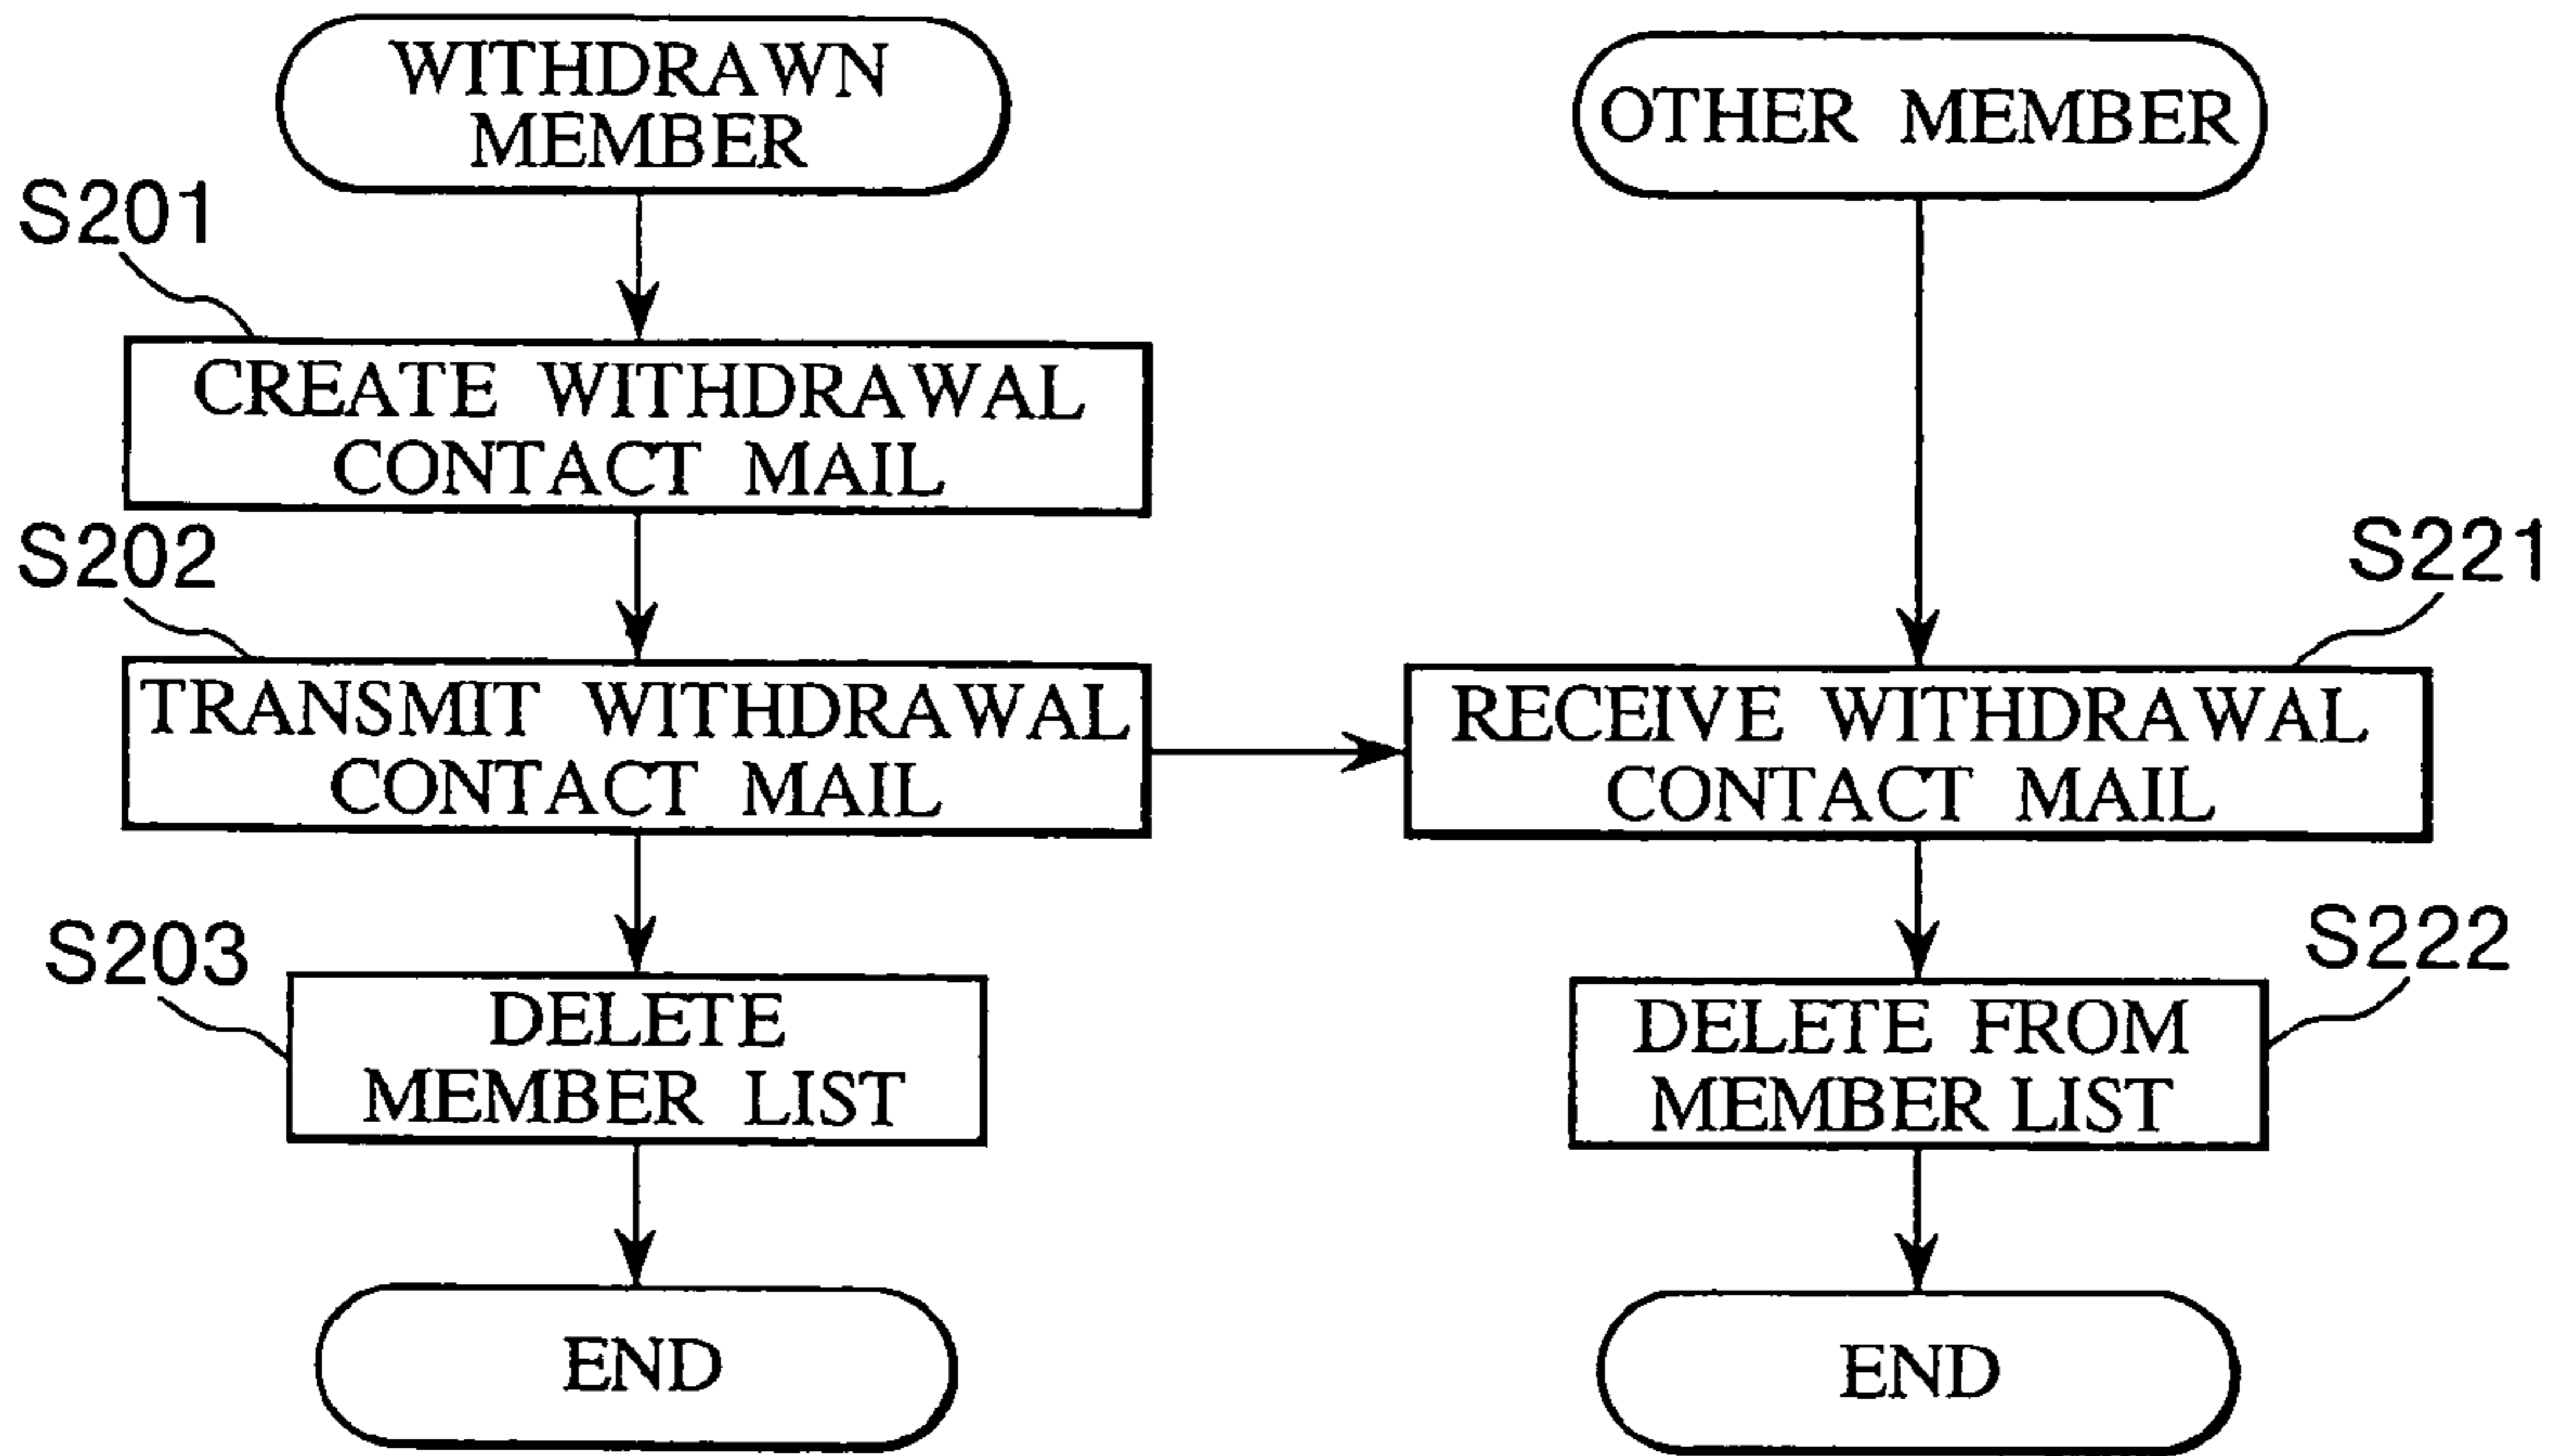 WITHDRAWN
MEMBER
S201
CREATE WITHDRAWAL
CONTACT MAIL
S202
TRANSMIT WITHDRAWAL
CONTACT MAIL
S203
DELETE
MEMBER LIST
END
OTHER MEMBER
S221
RECEIVE WITHDRAWAL
CONTACT MAIL
S222
DELETE FROM
MEMBER LIST
END